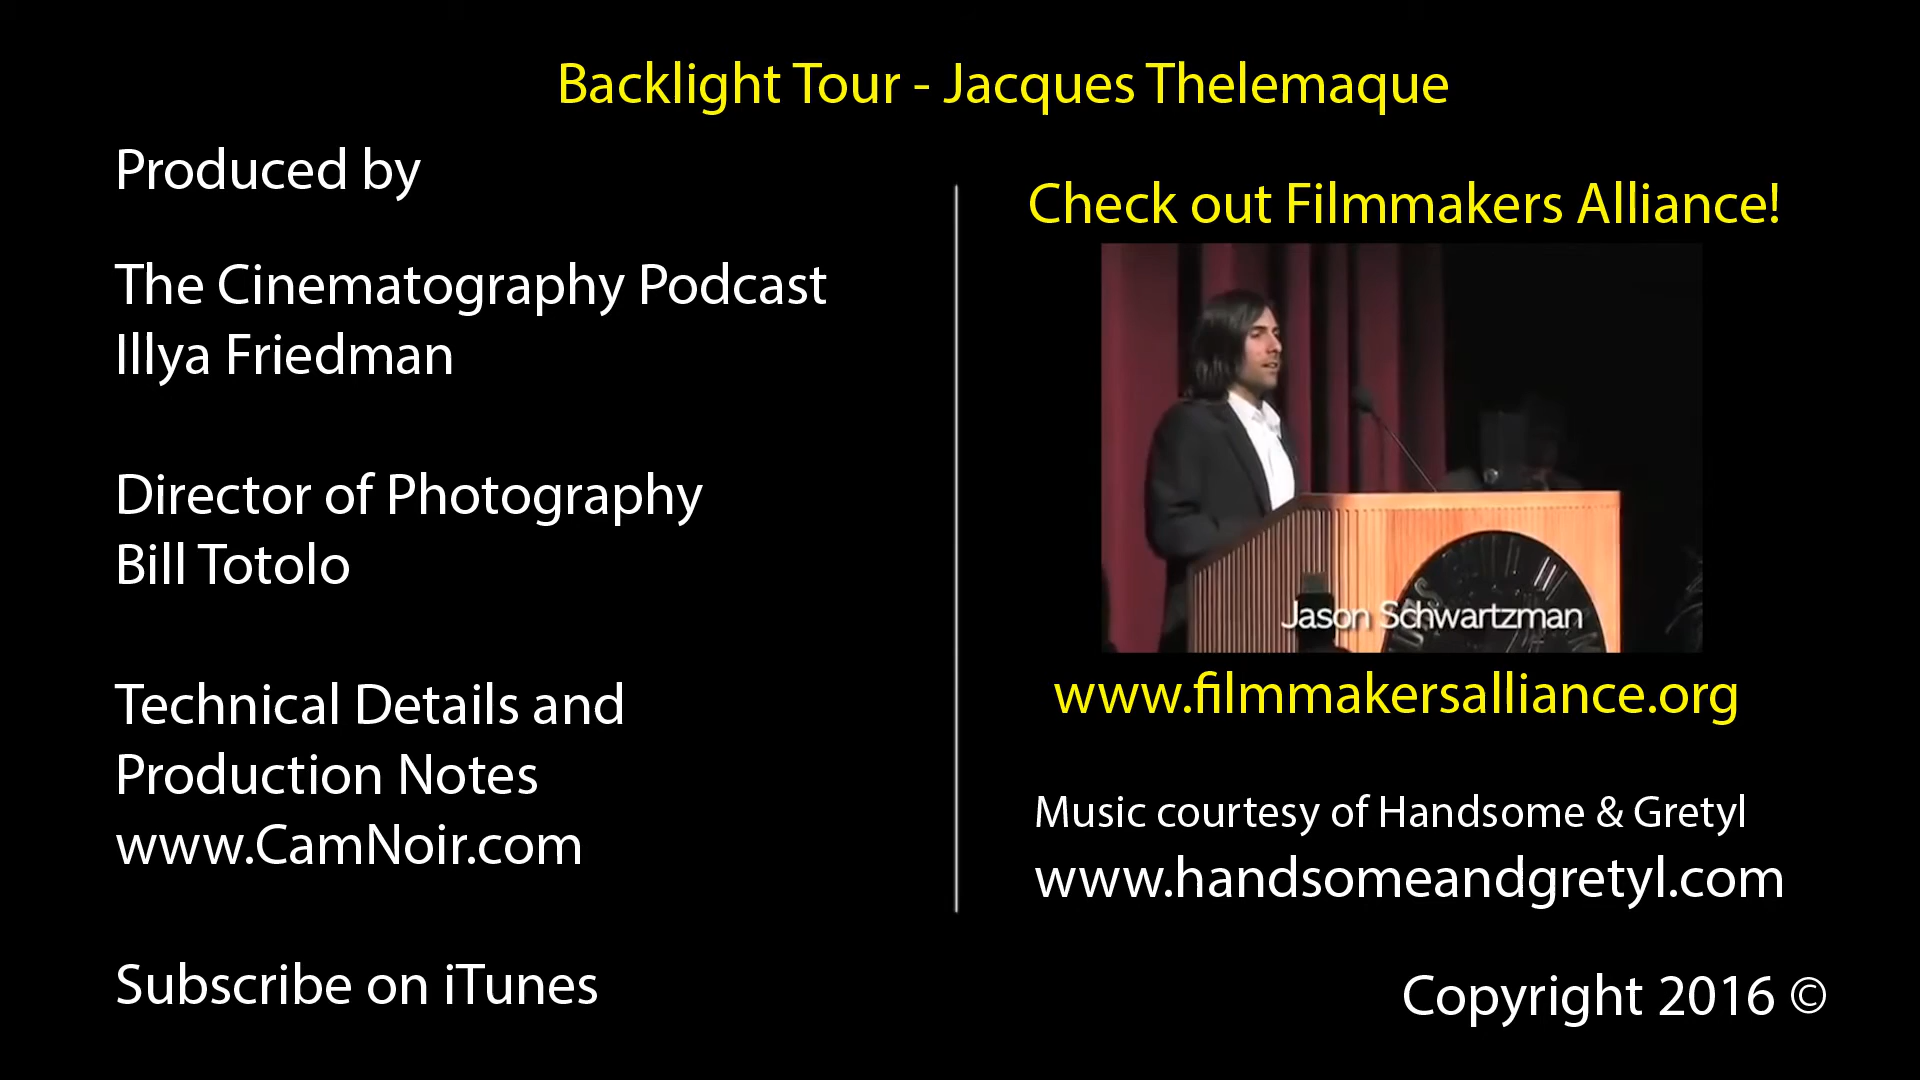 Backlight Tour - Jacques Thelemaque
Produced by
The Cinematography Podcast
Illya Friedman
Director of Photography
Bill Totolo
Technical Details and
Production Notes
www.CamNoir.com
Subscribe on iTunes
Check out Filmmakers Alliance!
Jason Schwartzman
www.filmmakersalliance.org
Music courtesy of Handsome & Gretyl
www.handsomeandgretyl.com
Copyright 2016 ©